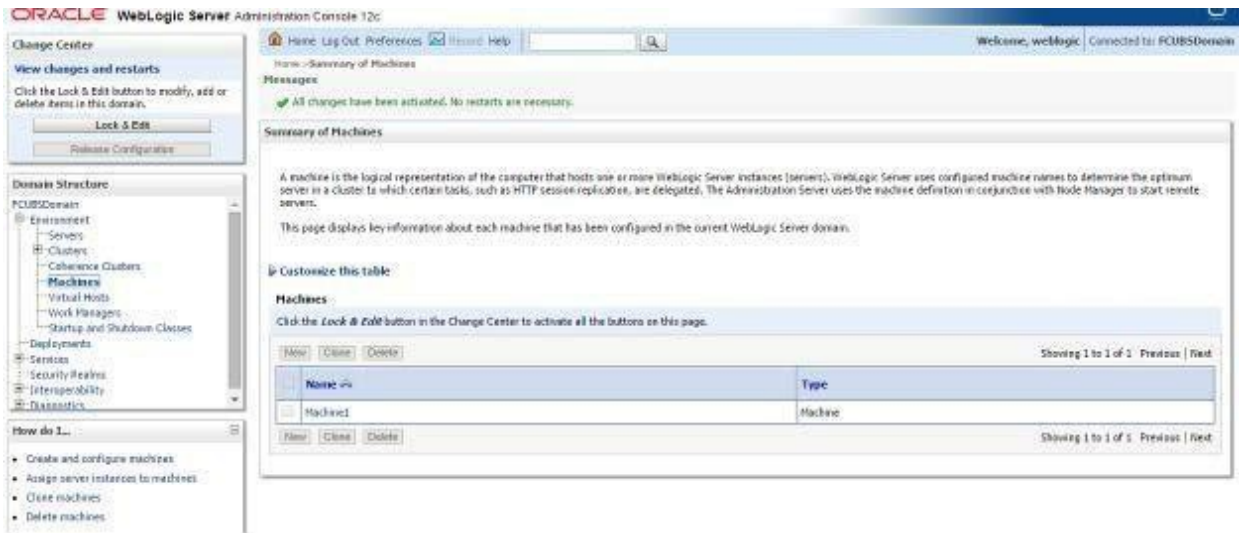 ORACLE WebLogic Server Administration Console 12c
Change Center
View changes and restarts
Click the Lock & Edit button to modify, add or
delete items in this domain.
Lock & Edit
Release Configuration
Domain Structure
FCUBSDomain
Environment
Servers
Clusters
Coherence Clusters
Machines
Virtual Hosts
Work Managers
Startup and Shutdown Classes
Deployments
Services
Security Realms
Interoperability
Diagnostics
How do I...
Create and configure machines
Assign server instances to machines
Clone machines
Delete machines
Home Log Out Preferences Record Help
Welcome, weblogic Connected to: FCUBSDomain
Home >Summary of Machines
Messages
All changes have been activated. No restarts are necessary.
Summary of Machines
A machine is the logical representation of the computer that hosts one or more WebLogic Server instances (servers). WebLogic Server uses configured machine names to determine the optimum
server in a cluster to which certain tasks, such as HTTP session replication, are delegated. The Administration Server uses the machine definition in conjunction with Node Manager to start remote
servers.
This page displays key information about each machine that has been configured in the current WebLogic Server domain.
Customize this table
Machines
Click the Lock & Edit button in the Change Center to activate all the buttons on this page.
New Clone Delete
Showing 1 to 1 of 1 Previous | Next
Name Type
Machine1 Machine
New Clone Delete
Showing 1 to 1 of 1 Previous | Next